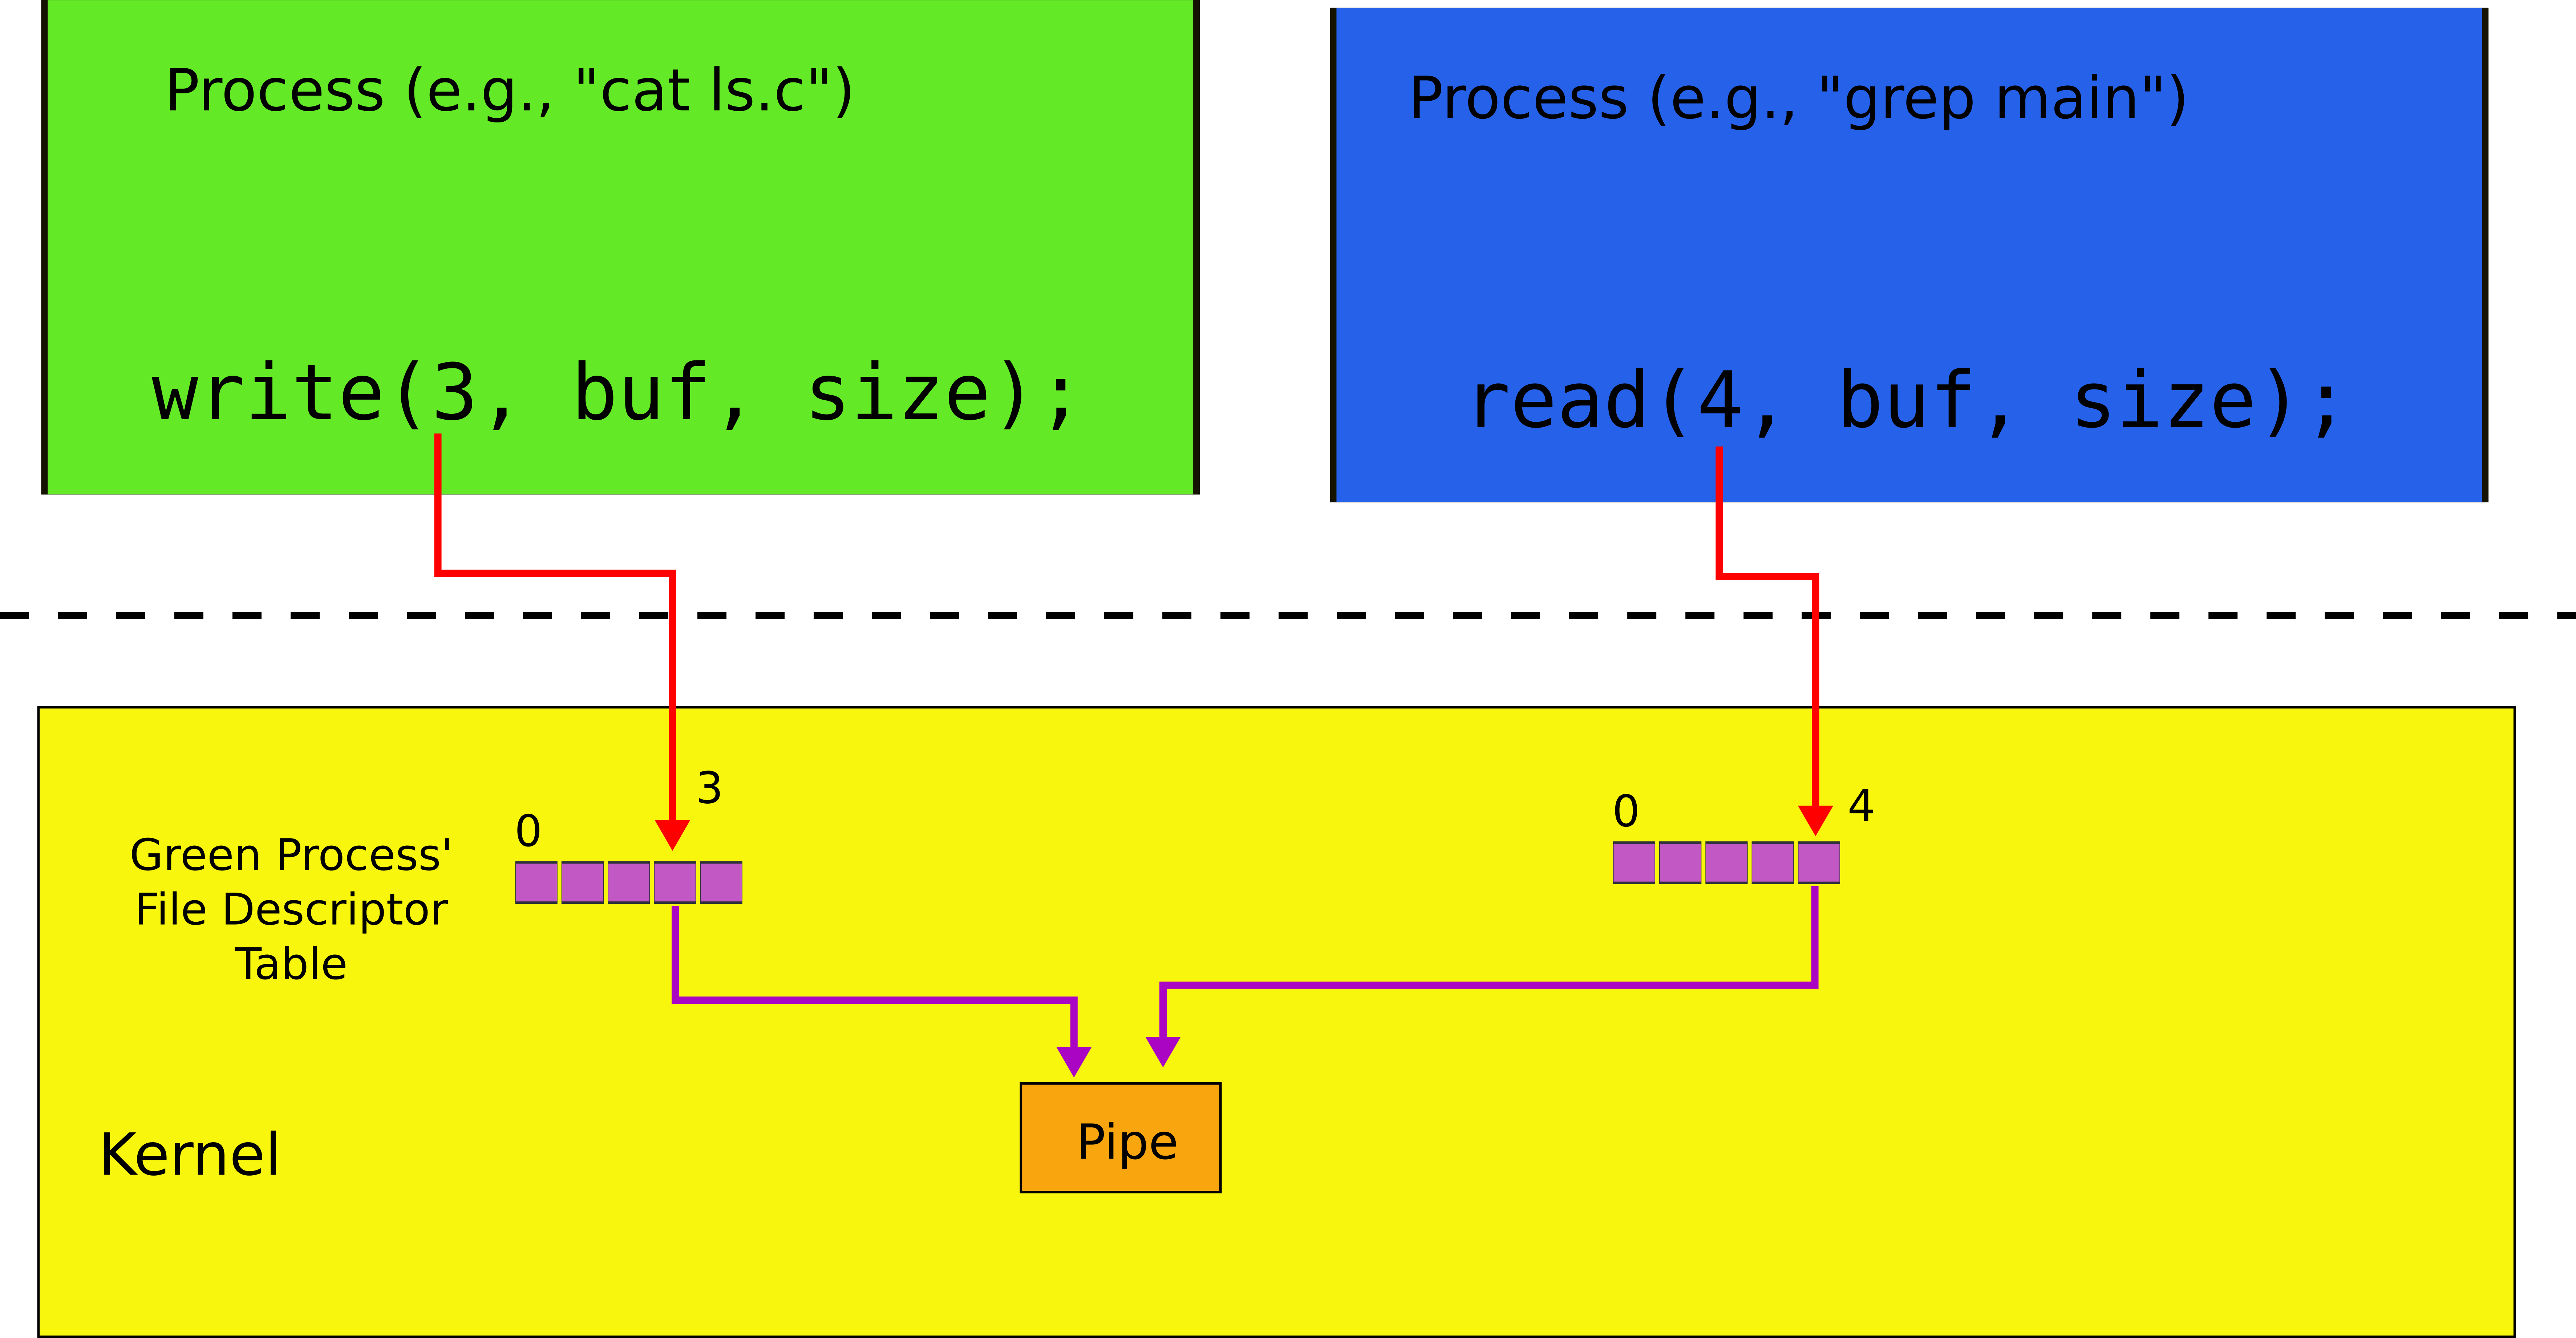 Process (e.g., "cat ls.c")
Process (e.g., "grep main")
write(3, buf, size);
read(4, buf, size);
3
0
0
4
Green Process'
File Descriptor
Table
Pipe
Kernel